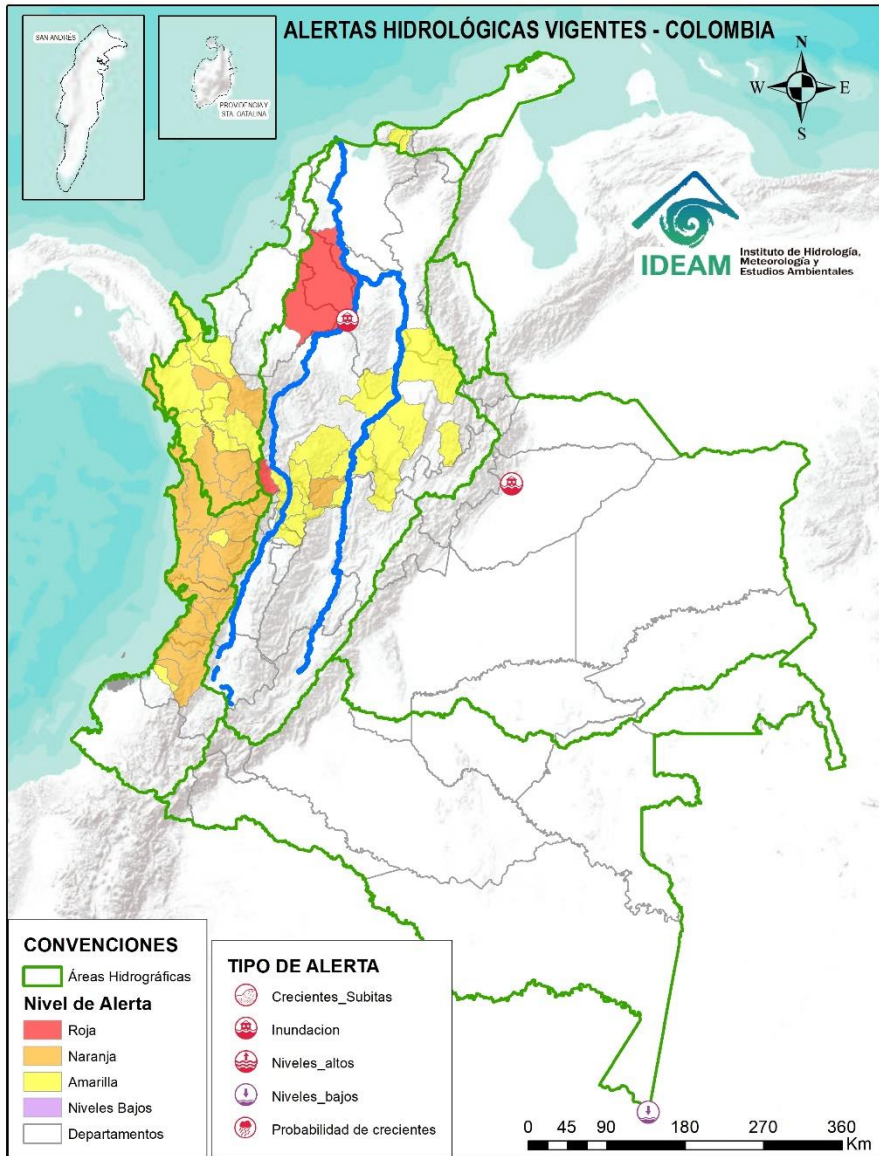 ALERTAS HIDROLÓGICAS VIGENTES - COLOMBIA
SAN ANDRÉS
PROVIDENCIA Y
STA. CATALINA
N
W
E
S
IDEAM
Instituto de Hidrología,
Meteorología y
Estudios Ambientales
CONVENCIONES
Áreas Hidrográficas
Nivel de Alerta
Roja
Naranja
Amarilla
Niveles Bajos
Departamentos
TIPO DE ALERTA
Crecientes_Subitas
Inundacion
Niveles_altos
Niveles_bajos
Probabilidad de crecientes
0 45 90 180 270 360
Km